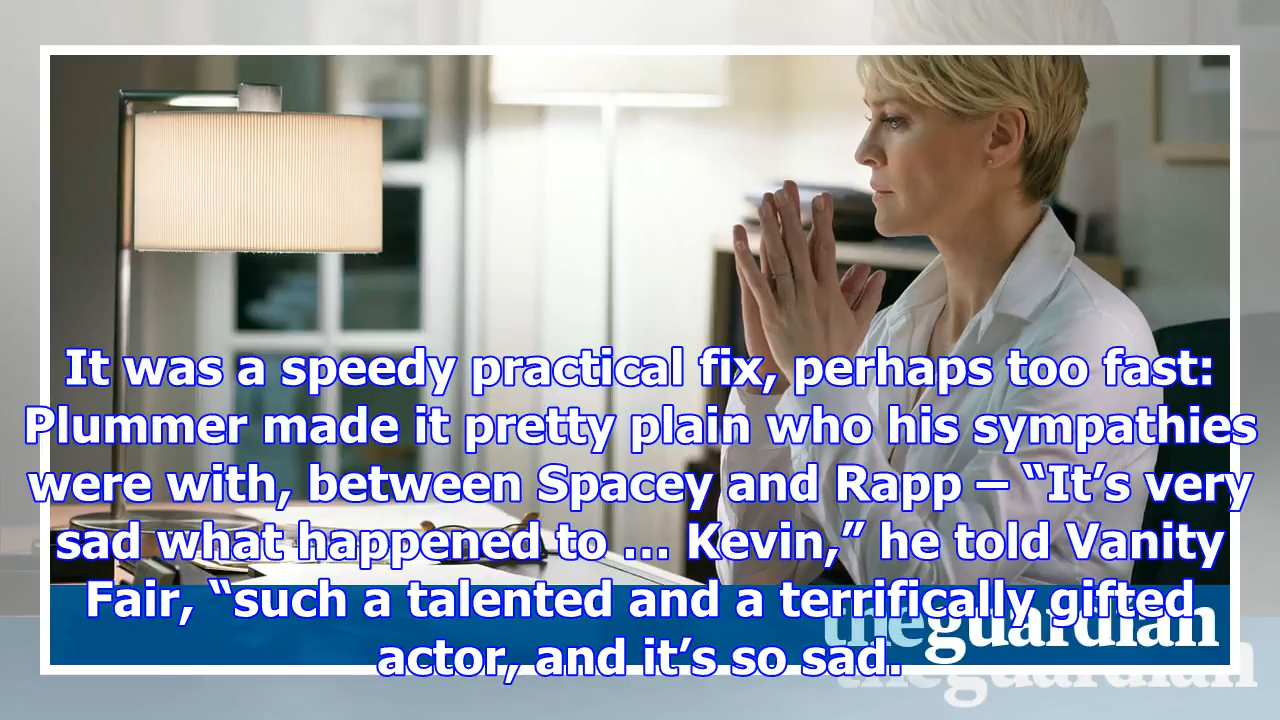 It was a speedy practical fix, perhaps too fast:
Plummer made it pretty plain who his sympathies
were with, between Spacey and Rapp – “It’s very
sad what happened to ... Kevin,” he told Vanity
Fair, “such a talented and a terrifically gifted
theguardian
actor, and it’s so sad.
theguardian